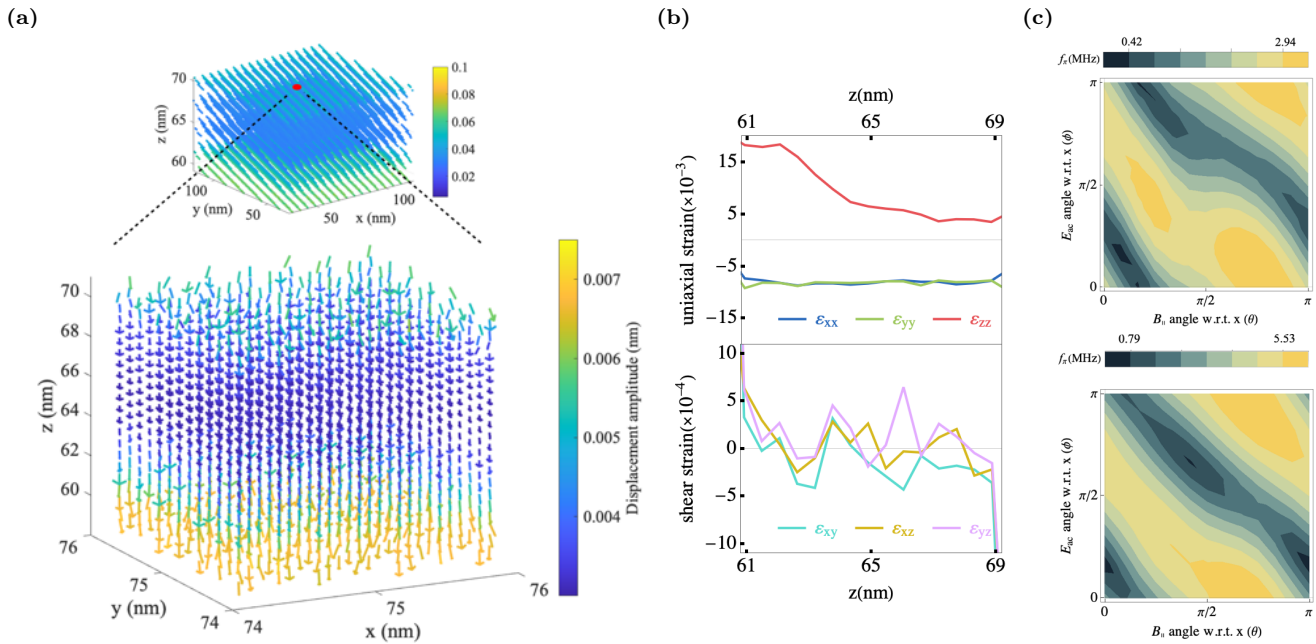 (a)
70
65
60
z (nm)
100
50
y (nm)
50
100
x (nm)
0.1
0.08
0.06
0.04
0.02
70
68
66
64
62
60
z (nm)
76
75
74
y (nm)
74
75
76
x (nm)
0.007
0.006
0.005
0.004
Displacement amplitude (nm)
(b)
z(nm)
61 65 69
15
5
-5
-15
uniaxial strain(×10⁻³)
εxx εyy εzz
10
5
0
-5
-10
shear strain(×10⁻⁴)
εxy εxz εyz
61 65 69
z(nm)
(c)
0.42 2.94
fπ(MHz)
π
π/2
0
Eac angle w.r.t. x (ϕ)
0 π/2 π
B∥ angle w.r.t. x (θ)
0.79 5.53
fπ(MHz)
π
π/2
0
Eac angle w.r.t. x (ϕ)
0 π/2 π
B∥ angle w.r.t. x (θ)